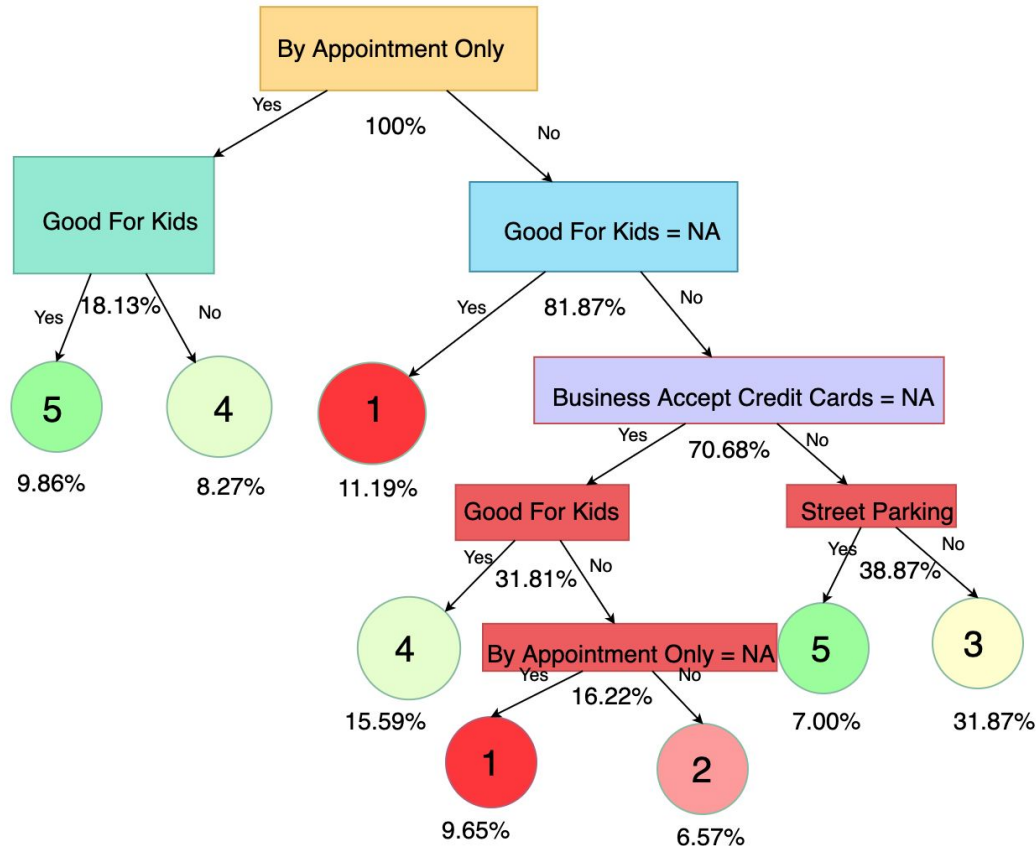 By Appointment Only
Yes
100%
No
Good For Kids
Good For Kids = NA
Yes
18.13%
No
Yes
81.87%
No
5
4
1
Business Accept Credit Cards = NA
9.86%
8.27%
11.19%
Yes
70.68%
No
Good For Kids
Street Parking
Yes
31.81%
No
Yes
38.87%
No
4
By Appointment Only = NA
5
3
Yes
16.22%
No
15.59%
7.00%
31.87%
1
2
9.65%
6.57%